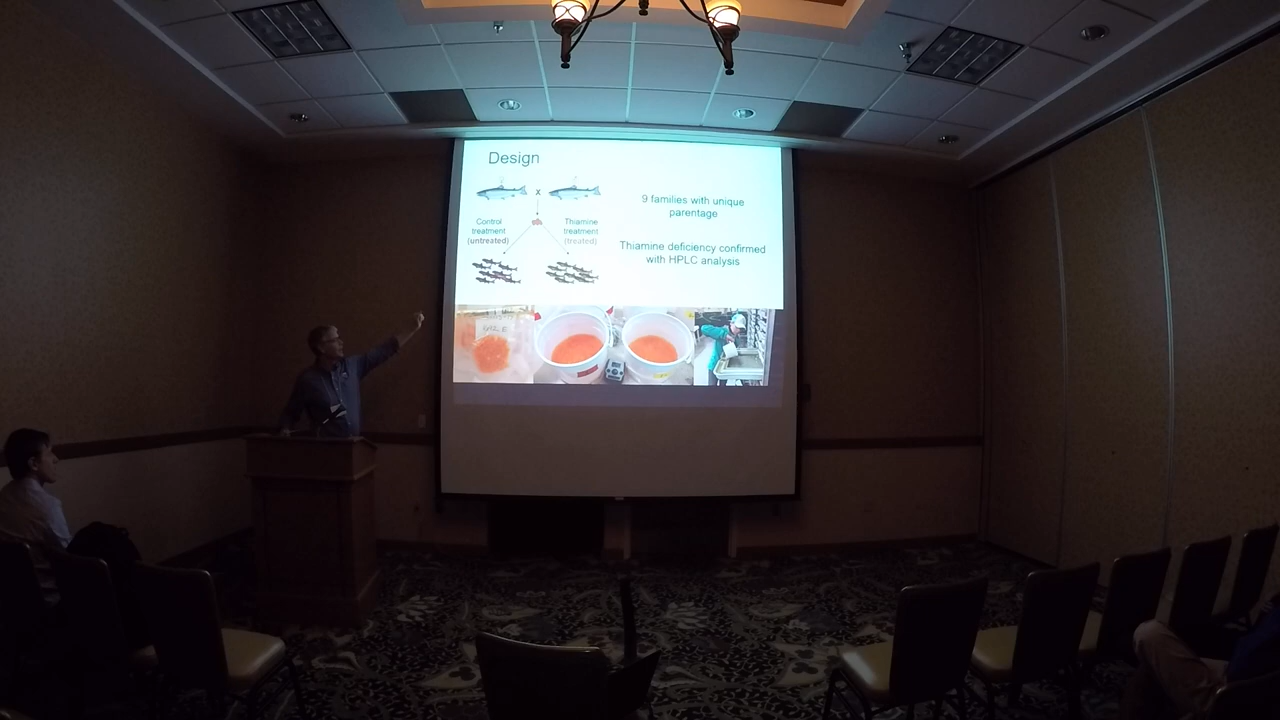 Design
x
Control
treatment
(untreated)
Thiamine
treatment
(treated)
9 families with unique
parentage
Thiamine deficiency confirmed
with HPLC analysis